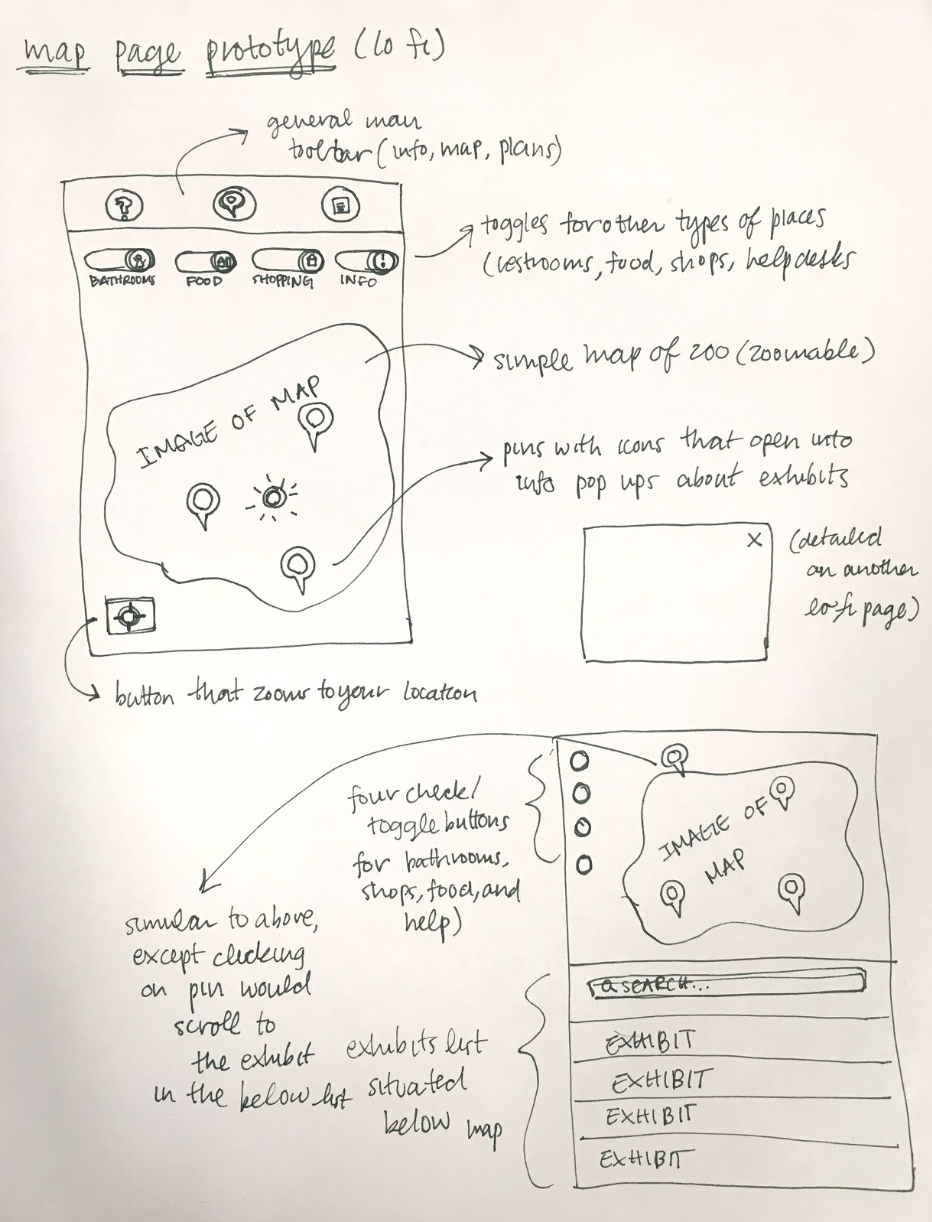 map page prototype (lo fi)
general main
toolbar (info, map, plans)
?
BATHROOMS FOOD SHOPPING INFO
!
toggles for other types of places
(restrooms, food, shops, help desks
simple map of zoo (zoomable)
IMAGE OF MAP
pins with icons that open into
info pop ups about exhibits
X
(detailed
on another
lo-fi page)
button that zooms to your location
four check/
toggle buttons
for bathrooms,
shops, food, and
help)
IMAGE OF
MAP
similar to above,
except clicking
on pin would
scroll to
the exhibit
in the below list
exhibits list
situated
below map
SEARCH...
EXHIBIT
EXHIBIT
EXHIBIT
EXHIBIT